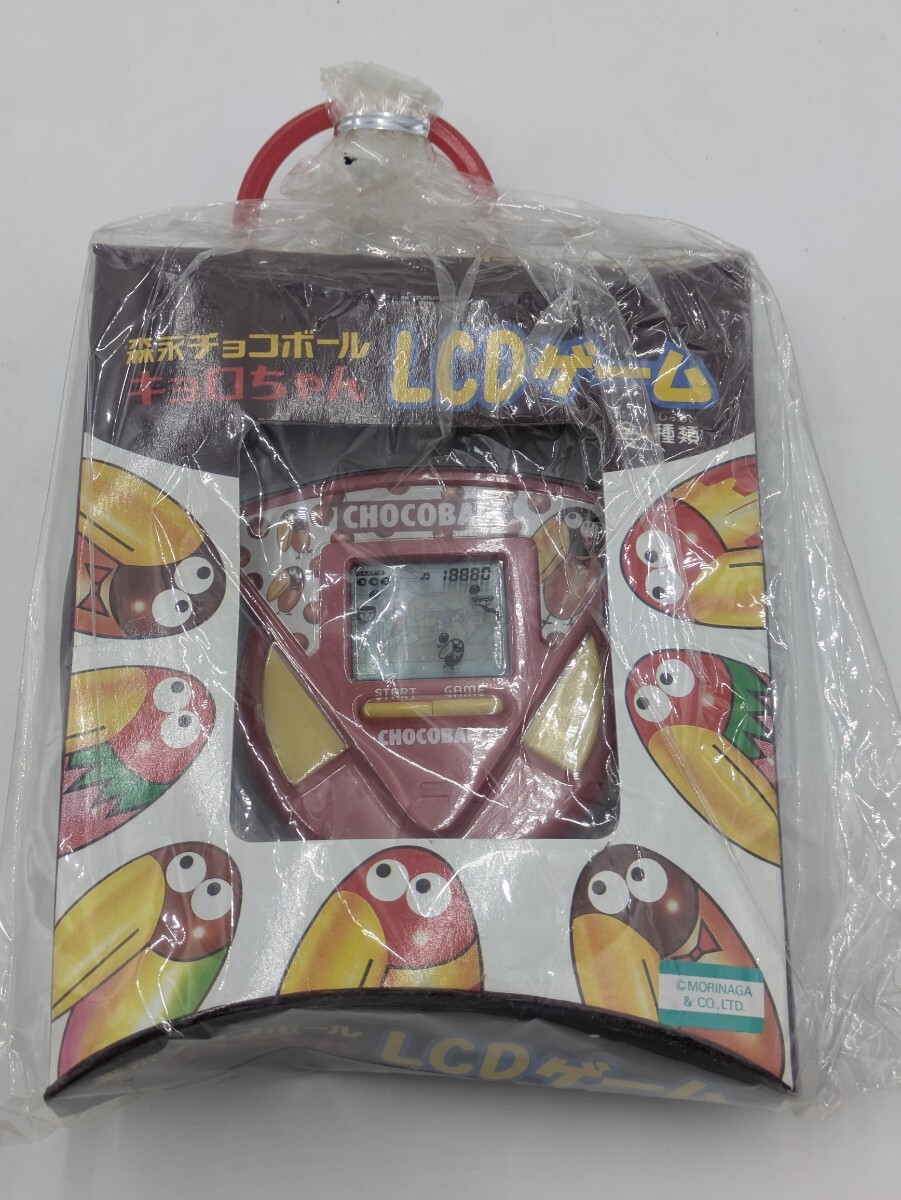 森永チョコボール
キョロちゃん
LCDゲーム
種類
CHOCOBA
GAME
18880
START GAME
CHOCOBA
©MORINAGA
& CO.,LTD.
LCDゲーム